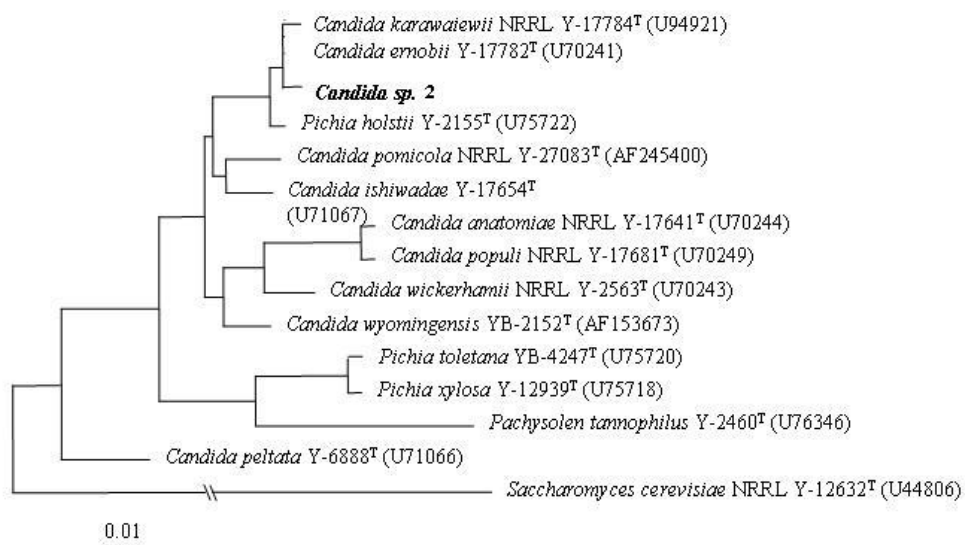 Candida karawaiewii NRRL Y-17784ᵀ (U94921)
Candida ernobii Y-17782ᵀ (U70241)
Candida sp. 2
Pichia holstii Y-2155ᵀ (U75722)
Candida pomicola NRRL Y-27083ᵀ (AF245400)
Candida ishiwadae Y-17654ᵀ
(U71067)
Candida anatomiae NRRL Y-17641ᵀ (U70244)
Candida populi NRRL Y-17681ᵀ (U70249)
Candida wickerhamii NRRL Y-2563ᵀ (U70243)
Candida wyomingensis YB-2152ᵀ (AF153673)
Pichia toletana YB-4247ᵀ (U75720)
Pichia xylosa Y-12939ᵀ (U75718)
Pachysolen tannophilus Y-2460ᵀ (U76346)
Candida peltata Y-6888ᵀ (U71066)
Saccharomyces cerevisiae NRRL Y-12632ᵀ (U44806)
0.01